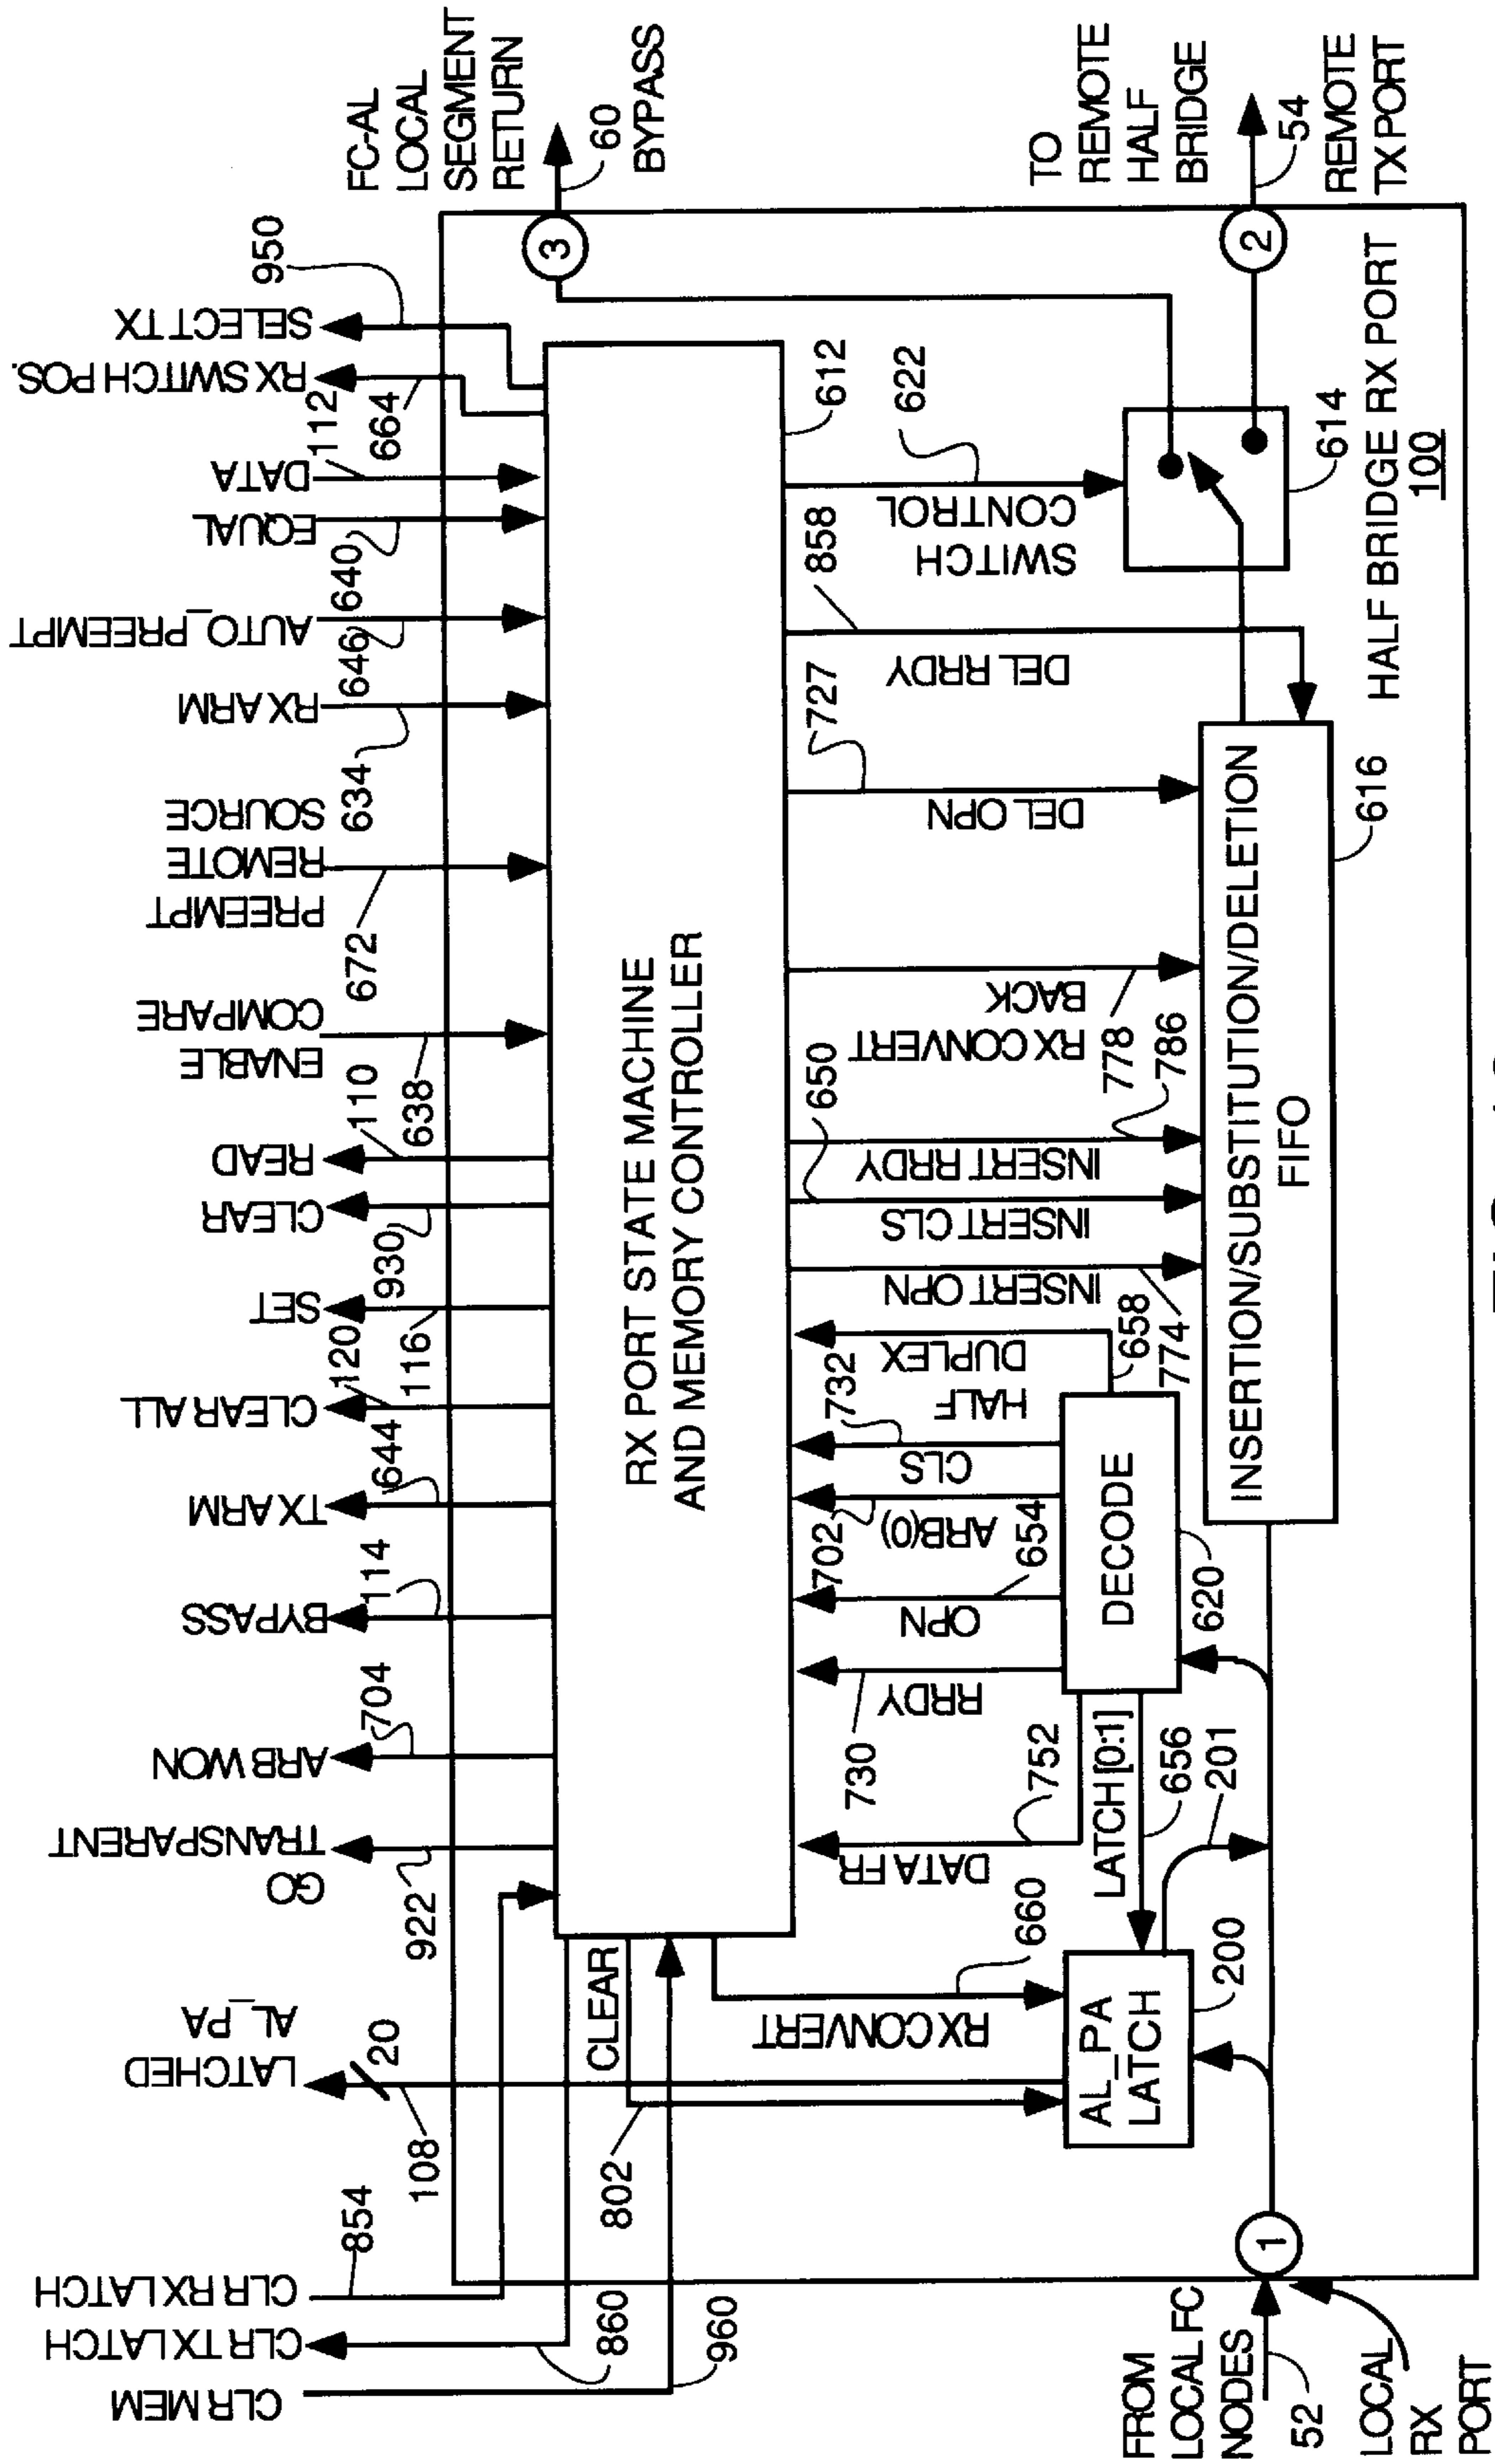 CLR MEM
CLR TX LATCH
CLR RX LATCH
854
860
960
LATCHED
AL_PA
20
108
GO
TRANSPARENT
922
ARB WON
704
BYPASS
114
TX ARM
644
CLEAR ALL
120
SET
116
CLEAR
930
READ
110
ENABLE
COMPARE
638
PREEMPT
REMOTE
SOURCE
672
RX ARM
634
AUTO_PREEMPT
646
EQUAL
640
DATA
112
RX SWITCH POS.
664
SELECT TX
950
FC-AL
LOCAL
SEGMENT
RETURN
60
BYPASS
3
RX PORT STATE MACHINE
AND MEMORY CONTROLLER
612
CLEAR
802
RX CONVERT
660
DATA FR
752
RRDY
730
OPN
654
ARB(0)
702
CLS
732
HALF
DUPLEX
658
INSERT OPN
774
INSERT CLS
650
INSERT RRDY
786
RX CONVERT
BACK
778
DEL OPN
727
DEL RRDY
858
SWITCH
CONTROL
622
614
AL_PA
LATCH
200
LATCH [0:1]
656
201
DECODE
620
INSERTION/SUBSTITUTION/DELETION
FIFO
616
FROM
LOCAL FC
NODES
52
LOCAL
RX
PORT
1
2
TO
REMOTE
HALF
BRIDGE
54
REMOTE
TX PORT
HALF BRIDGE RX PORT
100